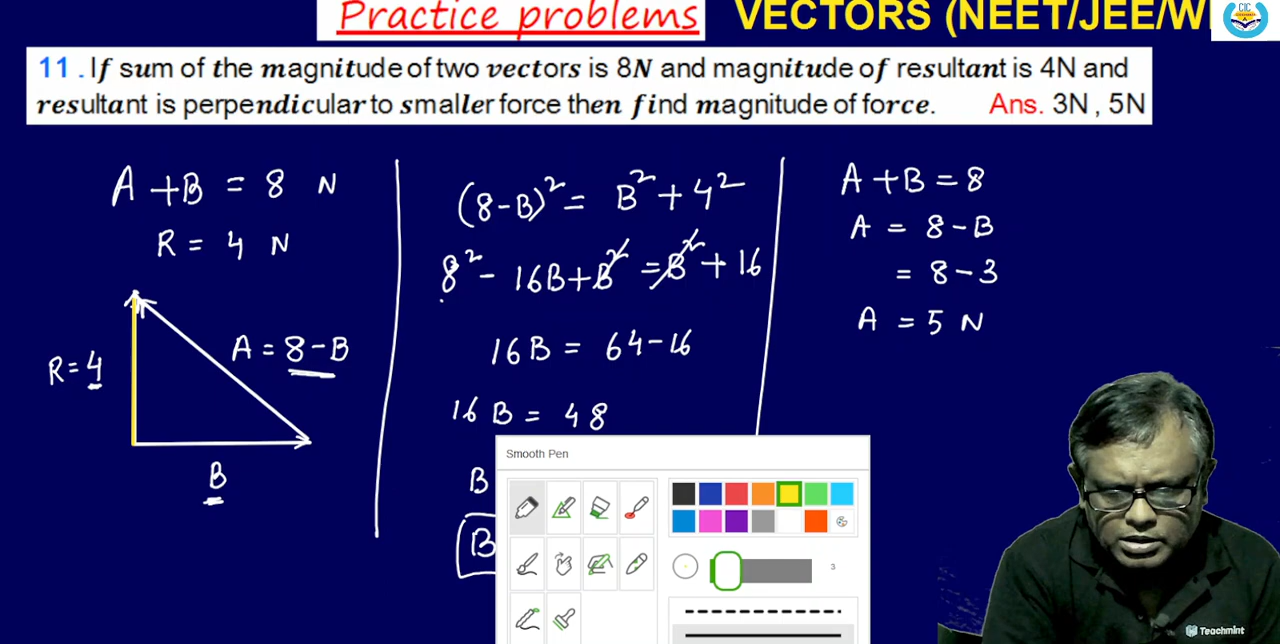 Practice problems
VECTORS (NEET/JEE/W
CIC
11 . If sum of the magnitude of two vectors is 8N and magnitude of resultant is 4N and
resultant is perpendicular to smaller force then find magnitude of force. Ans. 3N , 5N
A + B = 8 N
R = 4 N
R = 4
A = 8 - B
B
(8-B)² = B² + 4²
8² - 16B + B² = B² + 16
16B = 64 - 16
16 B = 48
B
B
A + B = 8
A = 8 - B
= 8 - 3
A = 5 N
Smooth Pen
3
Teachmint